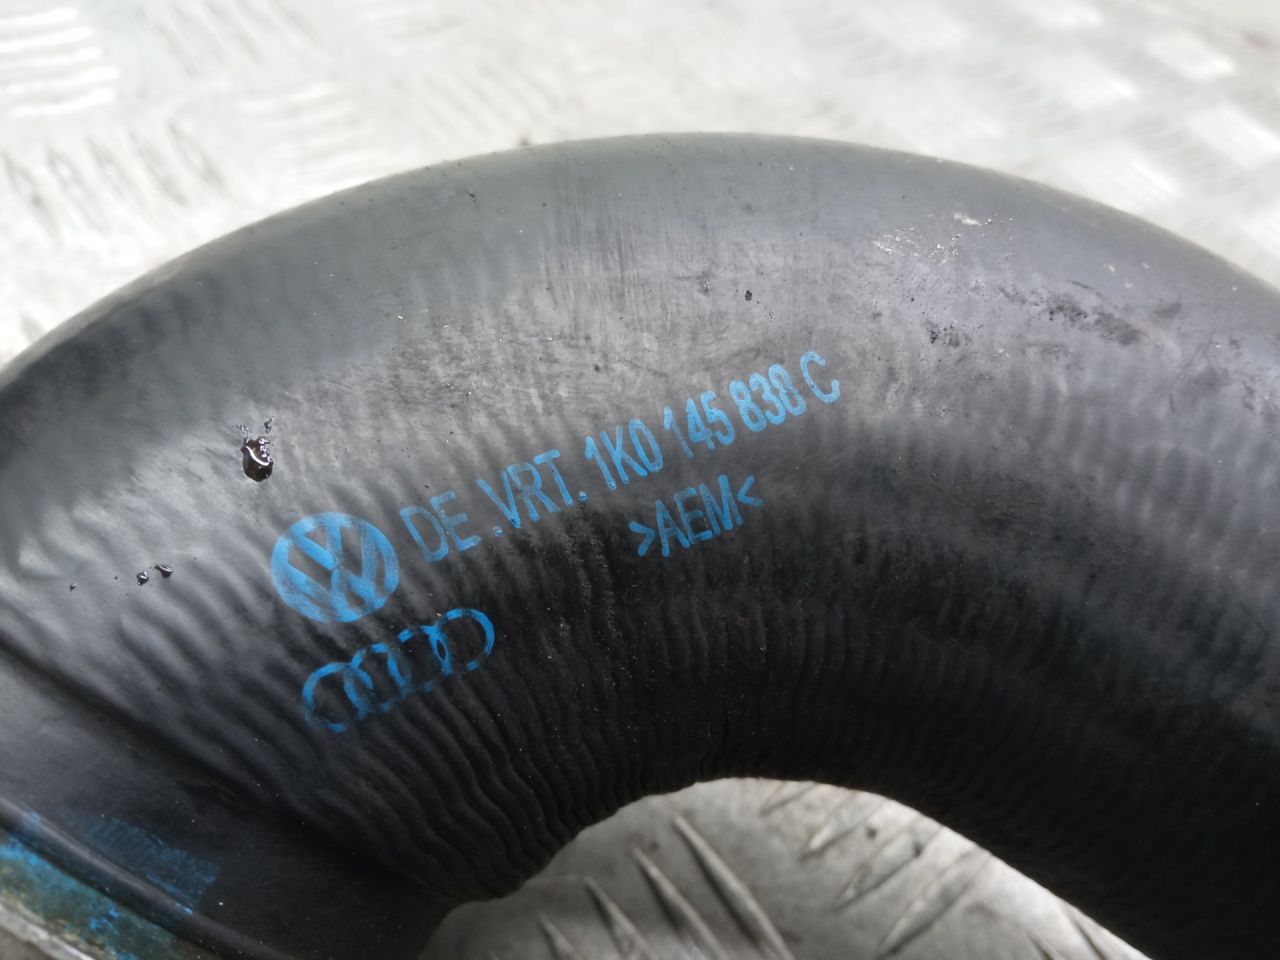 DE .VRT. 1K0 145 838 C
>AEM<